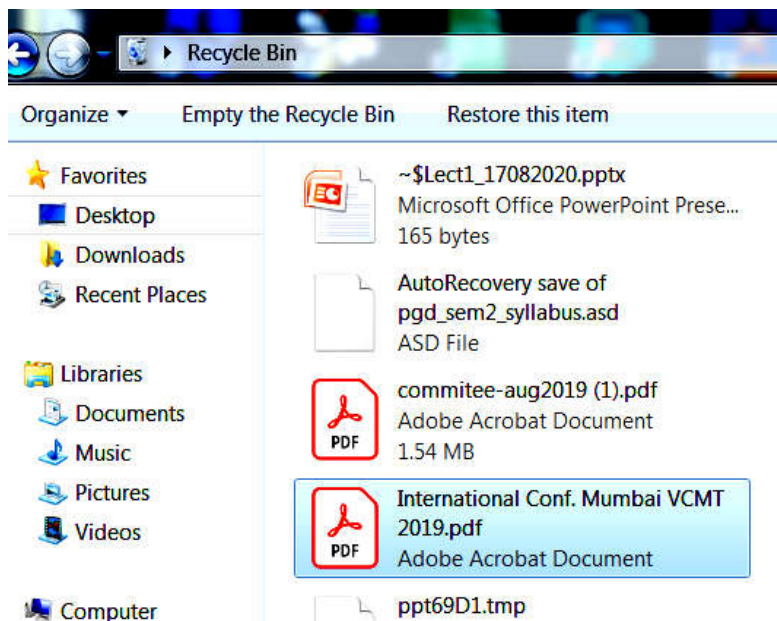 Recycle Bin
Organize Empty the Recycle Bin Restore this item
Favorites
Desktop
Downloads
Recent Places
Libraries
Documents
Music
Pictures
Videos
Computer
~$Lect1_17082020.pptx
Microsoft Office PowerPoint Prese...
165 bytes
AutoRecovery save of
pgd_sem2_syllabus.asd
ASD File
PDF
commitee-aug2019 (1).pdf
Adobe Acrobat Document
1.54 MB
PDF
International Conf. Mumbai VCMT
2019.pdf
Adobe Acrobat Document
ppt69D1.tmp